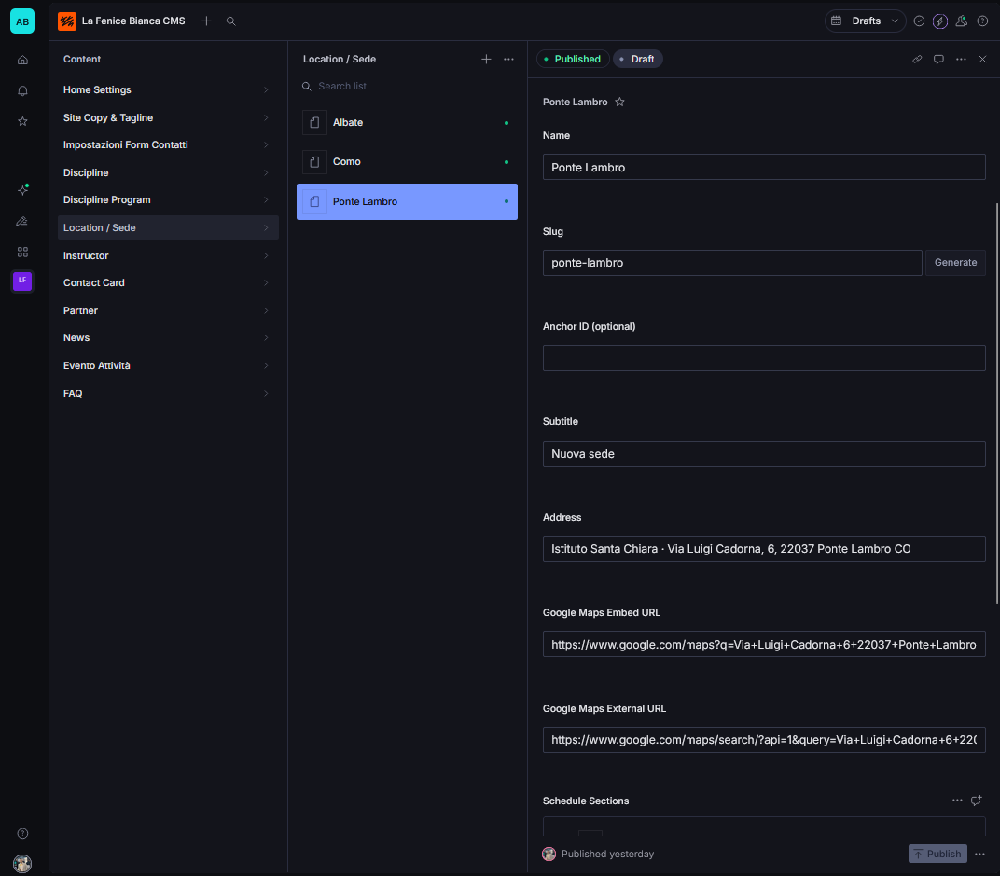 AB
La Fenice Bianca CMS
Drafts
Content
Home Settings
Site Copy & Tagline
Impostazioni Form Contatti
Discipline
Discipline Program
Location / Sede
Instructor
Contact Card
Partner
News
Evento Attività
FAQ
LF
Location / Sede
Search list
Albate
Como
Ponte Lambro
Published
Draft
Ponte Lambro
Name
Ponte Lambro
Slug
ponte-lambro
Generate
Anchor ID (optional)
Subtitle
Nuova sede
Address
Istituto Santa Chiara · Via Luigi Cadorna, 6, 22037 Ponte Lambro CO
Google Maps Embed URL
https://www.google.com/maps?q=Via+Luigi+Cadorna+6+22037+Ponte+Lambro
Google Maps External URL
https://www.google.com/maps/search/?api=1&query=Via+Luigi+Cadorna+6+220
Schedule Sections
Published yesterday
Publish